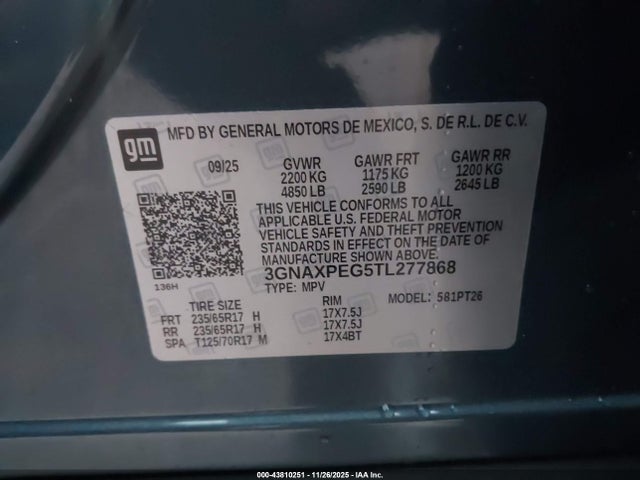 gm
MFD BY GENERAL MOTORS DE MEXICO, S. DE R.L. DE C.V.
09/25 GVWR GAWR FRT GAWR RR
2200 KG 1175 KG 1200 KG
4850 LB 2590 LB 2645 LB
THIS VEHICLE CONFORMS TO ALL
APPLICABLE U.S. FEDERAL MOTOR
VEHICLE SAFETY AND THEFT PREVENTION
STANDARDS IN EFFECT ON THE DATE OF
MANUFACTURE SHOWN ABOVE.
3GNAXPEG5TL277868
136H TYPE: MPV MODEL: 581PT26
TIRE SIZE RIM
FRT 235/65R17 H 17X7.5J
RR 235/65R17 H 17X7.5J
SPA T125/70R17 M 17X4BT
000-43810251 - 11/26/2025 - IAA Inc.